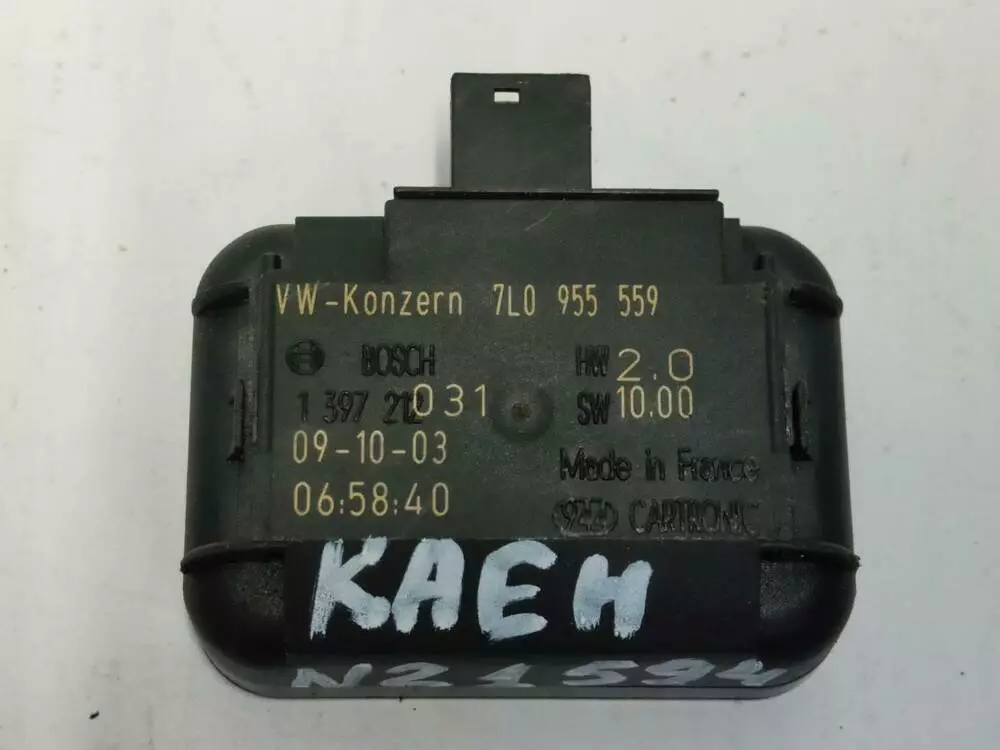 VW-Konzern 7L0 955 559
BOSCH HW 2.0
1 397 212 031 SW 10.00
09-10-03
06:58:40
Made in France
CARTRONIC
КАЕН
N21594